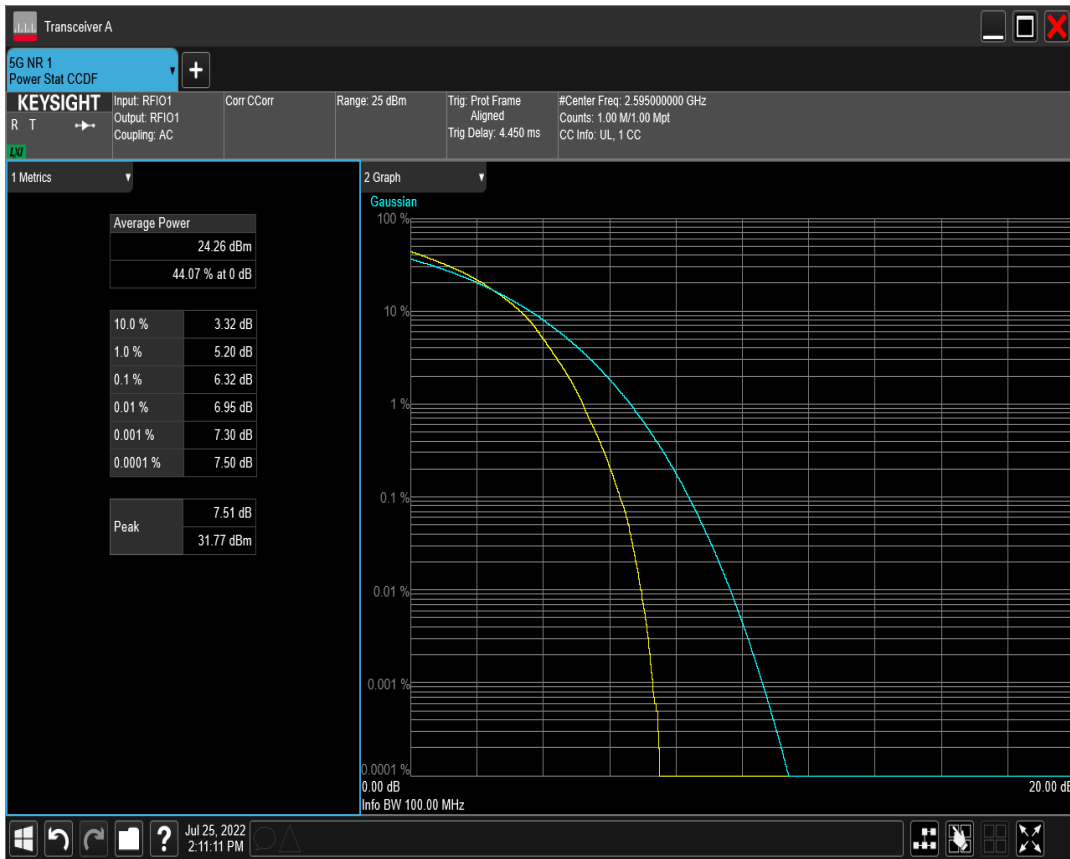 Transceiver A
5G NR 1
Power Stat CCDF
+
KEYSIGHT
R T
LXI
Input: RFIO1
Output: RFIO1
Coupling: AC
Corr CCorr
Range: 25 dBm
Trig: Prot Frame
Aligned
Trig Delay: 4.450 ms
#Center Freq: 2.595000000 GHz
Counts: 1.00 M/1.00 Mpt
CC Info: UL, 1 CC
1 Metrics
Average Power
24.26 dBm
44.07 % at 0 dB
10.0 % 3.32 dB
1.0 % 5.20 dB
0.1 % 6.32 dB
0.01 % 6.95 dB
0.001 % 7.30 dB
0.0001 % 7.50 dB
Peak
7.51 dB
31.77 dBm
2 Graph
Gaussian
100 %
10 %
1 %
0.1 %
0.01 %
0.001 %
0.0001 %
0.00 dB 20.00 dB
Info BW 100.00 MHz
?
Jul 25, 2022
2:11:11 PM